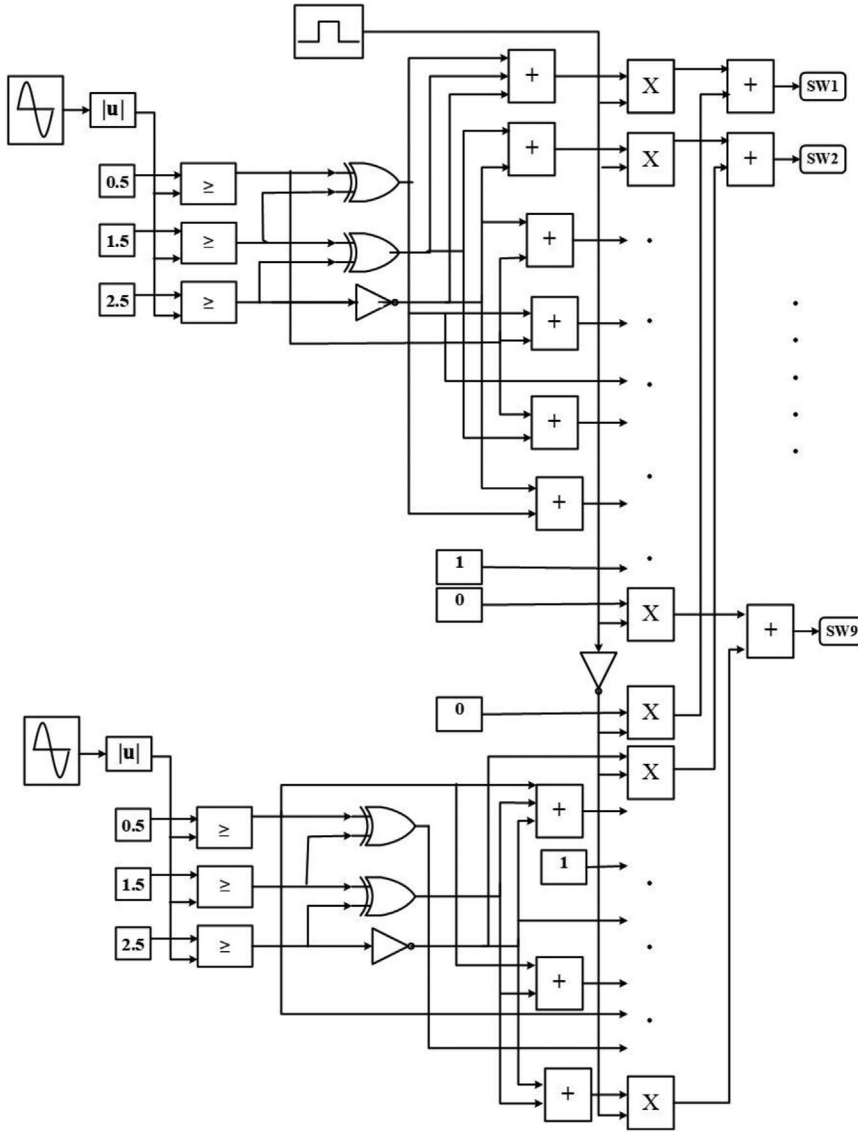 +
X
+
SW1
|u|
+
X
+
SW2
0.5
≥
1.5
≥
+
2.5
≥
+
+
+
1
0
X
+
SW9
0
X
|u|
X
0.5
≥
+
1
1.5
≥
2.5
≥
+
+
X